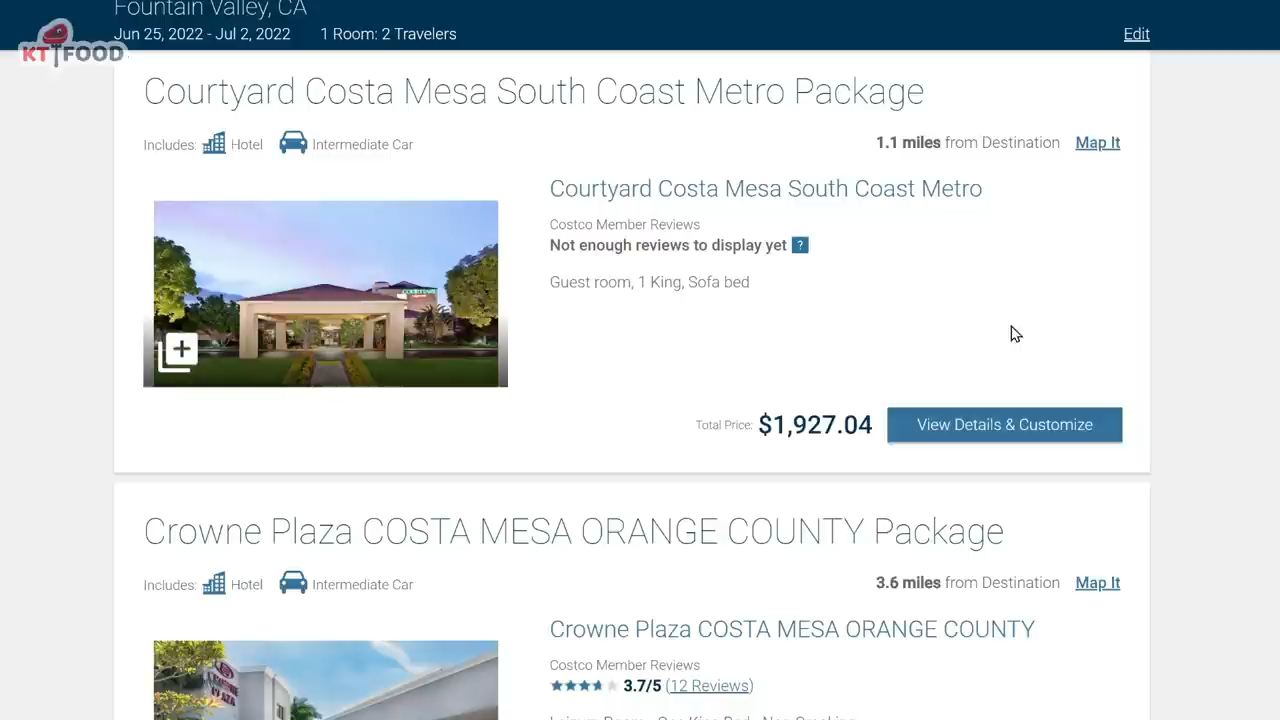 Fountain Valley, CA
Jun 25, 2022 - Jul 2, 2022 1 Room: 2 Travelers Edit
KT FOOD
Courtyard Costa Mesa South Coast Metro Package
Includes: Hotel Intermediate Car 1.1 miles from Destination Map It
Courtyard Costa Mesa South Coast Metro
Costco Member Reviews
Not enough reviews to display yet ?
Guest room, 1 King, Sofa bed
COURTYARD
Total Price: $1,927.04 View Details & Customize
Crowne Plaza COSTA MESA ORANGE COUNTY Package
Includes: Hotel Intermediate Car 3.6 miles from Destination Map It
Crowne Plaza COSTA MESA ORANGE COUNTY
Costco Member Reviews
3.7/5 (12 Reviews)
CROWNE PLAZA